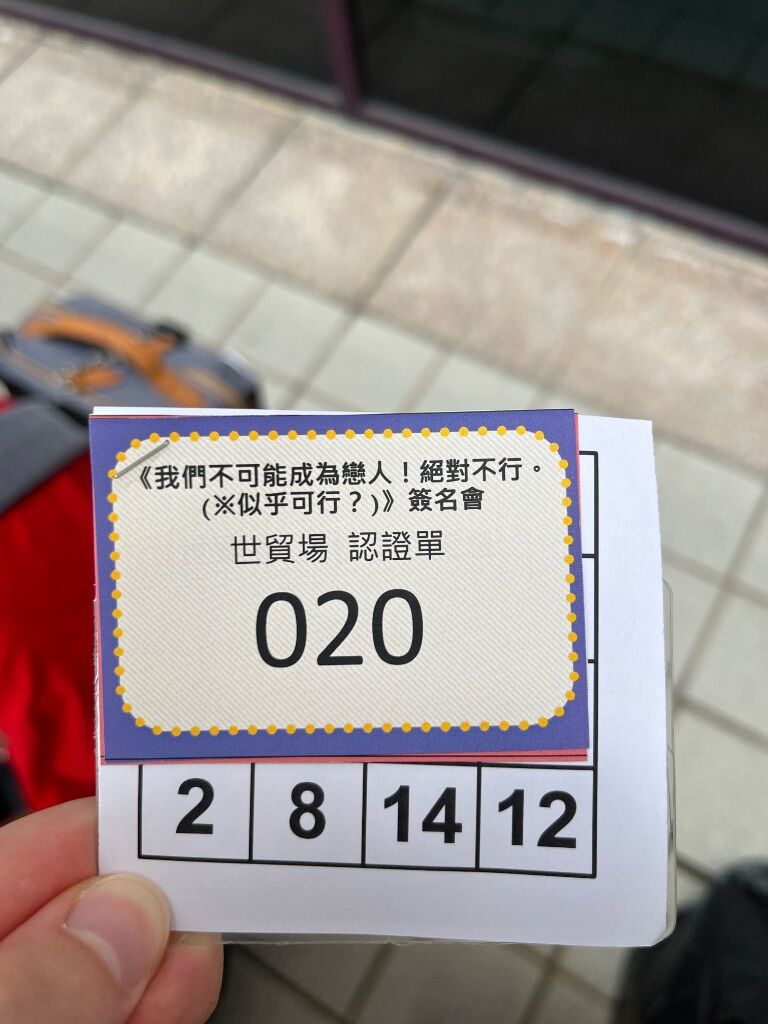 《我們不可能成為戀人！絕對不行。
(※似乎可行？)》簽名會
世貿場 認證單
020
2 8 14 12